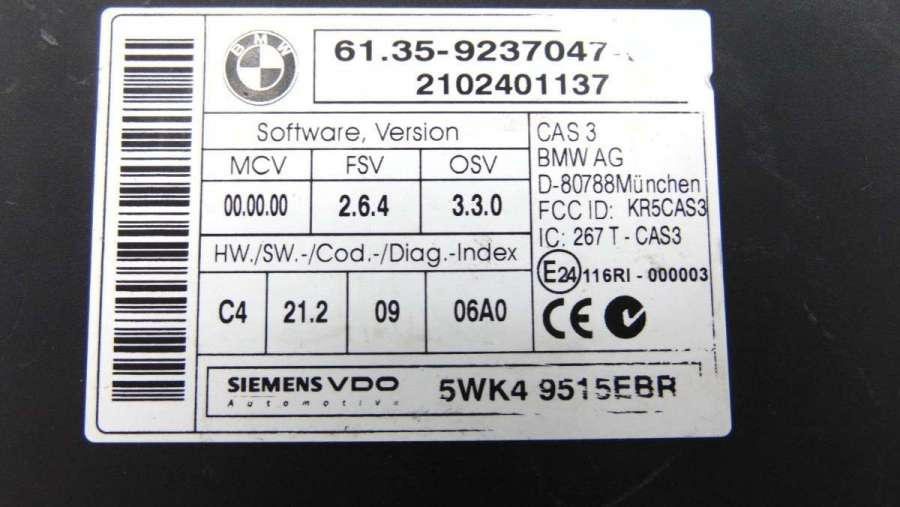 BMW
61.35-9237047-
2102401137
Software, Version
MCV FSV OSV
00.00.00 2.6.4 3.3.0
HW./SW.-/Cod.-/Diag.-Index
C4 21.2 09 06A0
CAS 3
BMW AG
D-80788München
FCC ID: KR5CAS3
IC: 267 T - CAS3
E24 116RI - 000003
CE
SIEMENS VDO
Automotive
5WK4 9515EBR